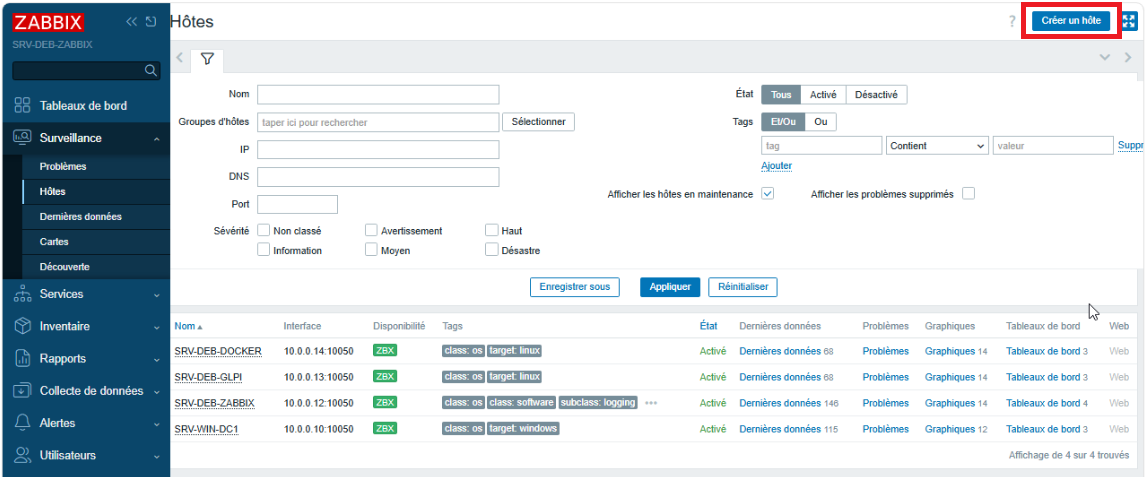 ZABBIX
SRV-DEB-ZABBIX
Tableaux de bord
Surveillance
Problèmes
Hôtes
Dernières données
Cartes
Découverte
Services
Inventaire
Rapports
Collecte de données
Alertes
Utilisateurs
Hôtes
? Créer un hôte
Nom
Groupes d'hôtes taper ici pour rechercher Sélectionner
IP
DNS
Port
Sévérité Non classé Avertissement Haut
Information Moyen Désastre
État Tous Activé Désactivé
Tags Et/Ou Ou
tag Contient valeur Suppr
Ajouter
Afficher les hôtes en maintenance Afficher les problèmes supprimés
Enregistrer sous Appliquer Réinitialiser
Nom Interface Disponibilité Tags État Dernières données Problèmes Graphiques Tableaux de bord Web
SRV-DEB-DOCKER 10.0.0.14:10050 ZBX class: os target: linux Activé Dernières données 68 Problèmes Graphiques 14 Tableaux de bord 3 Web
SRV-DEB-GLPI 10.0.0.13:10050 ZBX class: os target: linux Activé Dernières données 68 Problèmes Graphiques 14 Tableaux de bord 3 Web
SRV-DEB-ZABBIX 10.0.0.12:10050 ZBX class: os class: software subclass: logging ••• Activé Dernières données 146 Problèmes Graphiques 14 Tableaux de bord 4 Web
SRV-WIN-DC1 10.0.0.10:10050 ZBX class: os target: windows Activé Dernières données 115 Problèmes Graphiques 12 Tableaux de bord 3 Web
Affichage de 4 sur 4 trouvés